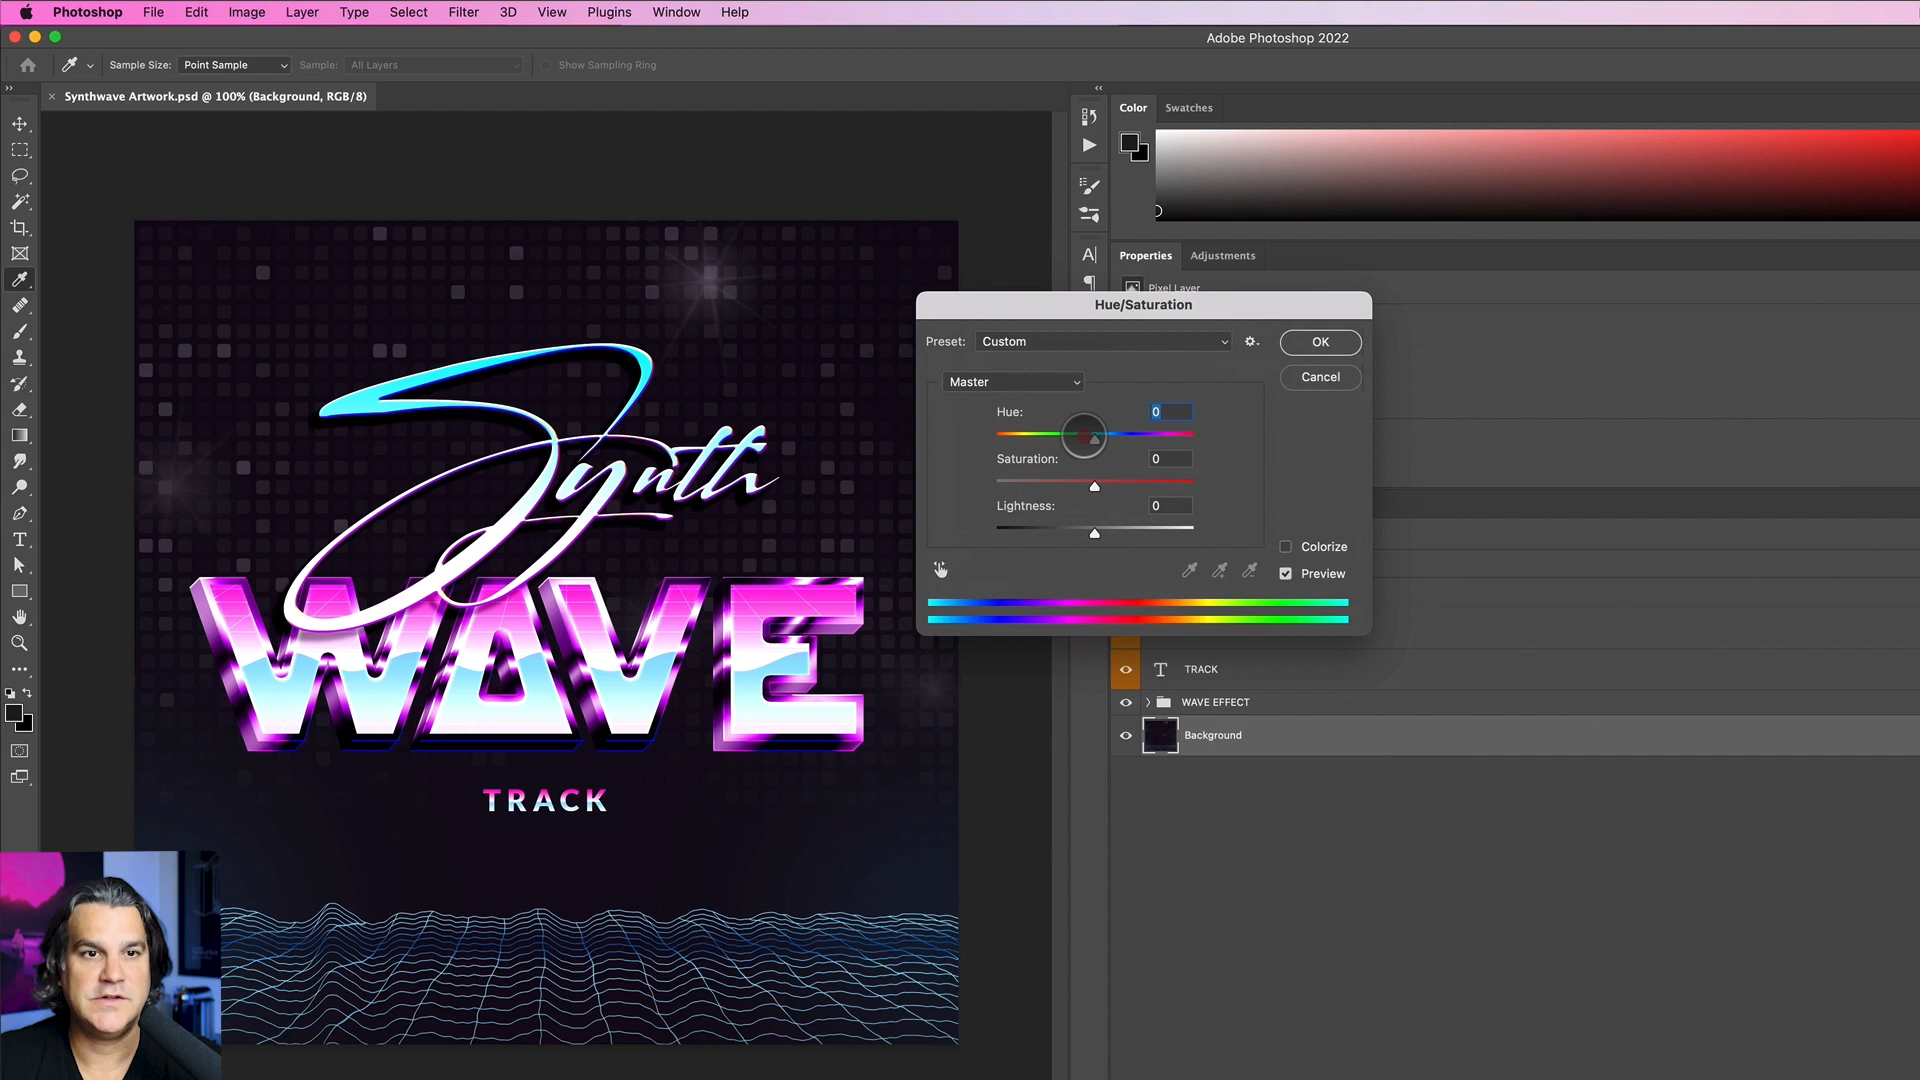 Photoshop File Edit Image Layer Type Select Filter 3D View Plugins Window Help
Adobe Photoshop 2022
Sample Size: Point Sample Sample: All Layers Show Sampling Ring
Synthwave Artwork.psd @ 100% (Background, RGB/8)
Color Swatches
Properties Adjustments
Pixel Layer
Hue/Saturation
Preset: Custom
OK
Master
Cancel
Hue: 0
Saturation: 0
Lightness: 0
Colorize
Preview
Synth
WAVE
TRACK
TRACK
WAVE EFFECT
Background